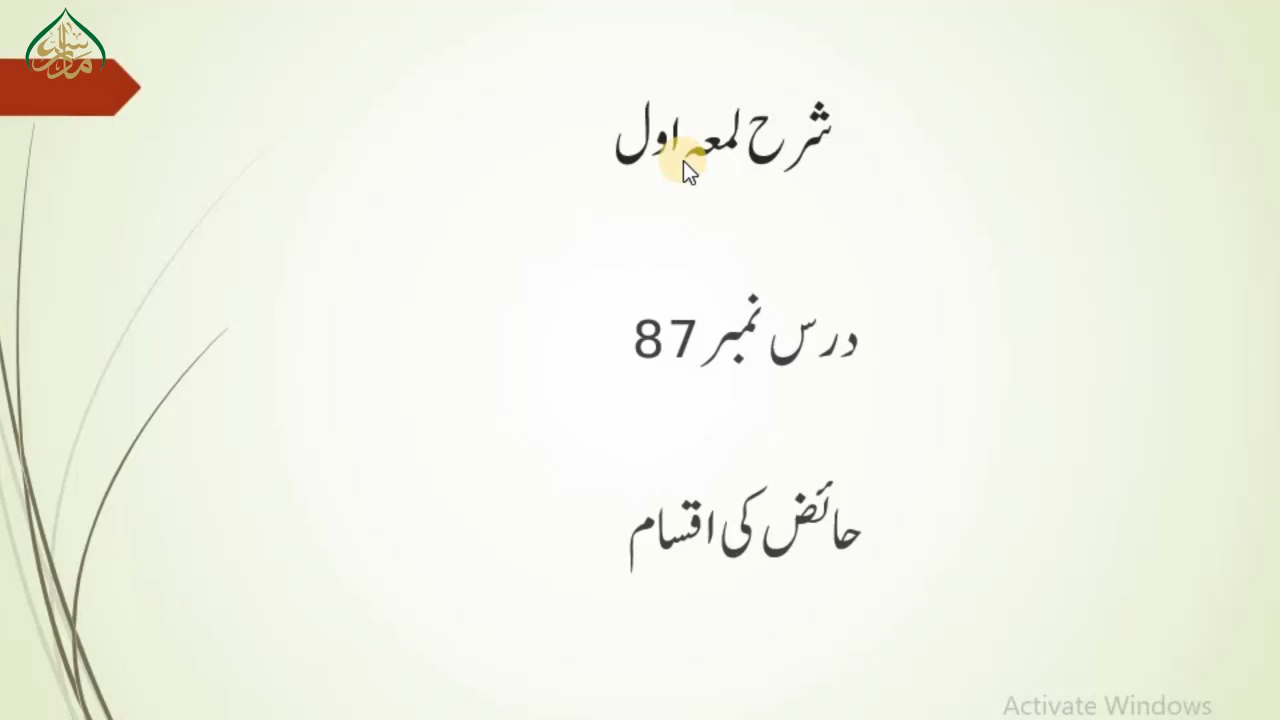 شرح لمعہ اول
درس نمبر 87
حائض کی اقسام
Activate Windows